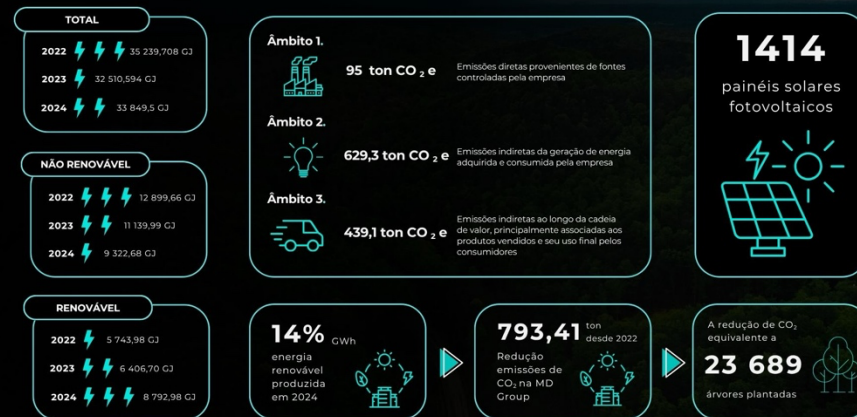 TOTAL
2022 35 239,708 GJ
2023 32 510,594 GJ
2024 33 849,5 GJ
NÃO RENOVÁVEL
2022 12 899,66 GJ
2023 11 139,99 GJ
2024 9 322,68 GJ
RENOVÁVEL
2022 5 743,98 GJ
2023 6 406,70 GJ
2024 8 792,98 GJ
Âmbito 1.
95 ton CO₂e
Emissões diretas provenientes de fontes
controladas pela empresa
Âmbito 2.
629,3 ton CO₂e
Emissões indiretas da geração de energia
adquirida e consumida pela empresa
Âmbito 3.
439,1 ton CO₂e
Emissões indiretas ao longo da cadeia
de valor, principalmente associadas aos
produtos vendidos e seu uso final pelos
consumidores
1414
painéis solares
fotovoltaicos
14% GWh
energia
renovável
produzida
em 2024
793,41 ton
desde 2022
Redução
emissões de
CO₂ na MD
Group
A redução de CO₂
equivalente a
23 689
árvores plantadas